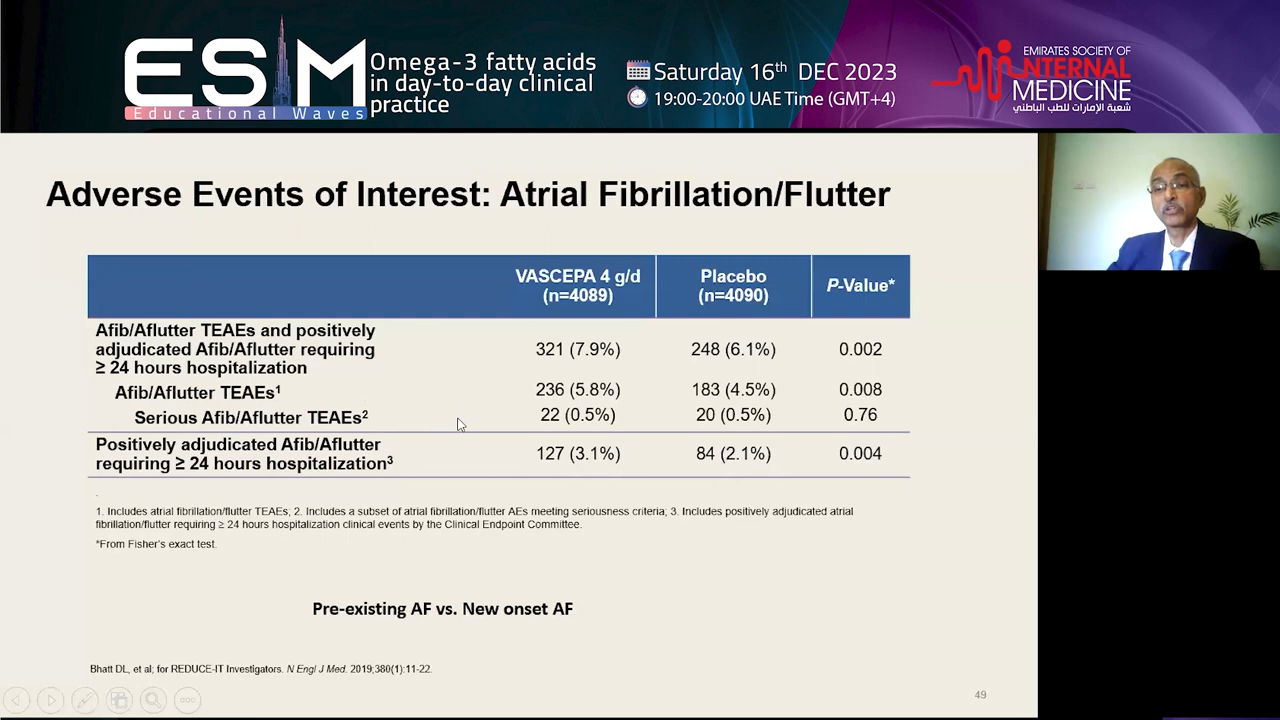 ESIM
Educational Waves
Omega-3 fatty acids
in day-to-day clinical
practice
Saturday 16th DEC 2023
19:00-20:00 UAE Time (GMT+4)
EMIRATES SOCIETY OF
INTERNAL
MEDICINE
شعبة الإمارات للطب الباطني
Adverse Events of Interest: Atrial Fibrillation/Flutter
VASCEPA 4 g/d
(n=4089)
Placebo
(n=4090)
P-Value*
Afib/Aflutter TEAEs and positively
adjudicated Afib/Aflutter requiring
≥ 24 hours hospitalization
321 (7.9%) 248 (6.1%) 0.002
Afib/Aflutter TEAEs¹ 236 (5.8%) 183 (4.5%) 0.008
Serious Afib/Aflutter TEAEs² 22 (0.5%) 20 (0.5%) 0.76
Positively adjudicated Afib/Aflutter
requiring ≥ 24 hours hospitalization³
127 (3.1%) 84 (2.1%) 0.004
.
1. Includes atrial fibrillation/flutter TEAEs; 2. Includes a subset of atrial fibrillation/flutter AEs meeting seriousness criteria; 3. Includes positively adjudicated atrial
fibrillation/flutter requiring ≥ 24 hours hospitalization clinical events by the Clinical Endpoint Committee.
*From Fisher's exact test.
Pre-existing AF vs. New onset AF
Bhatt DL, et al; for REDUCE-IT Investigators. N Engl J Med. 2019;380(1):11-22.
49